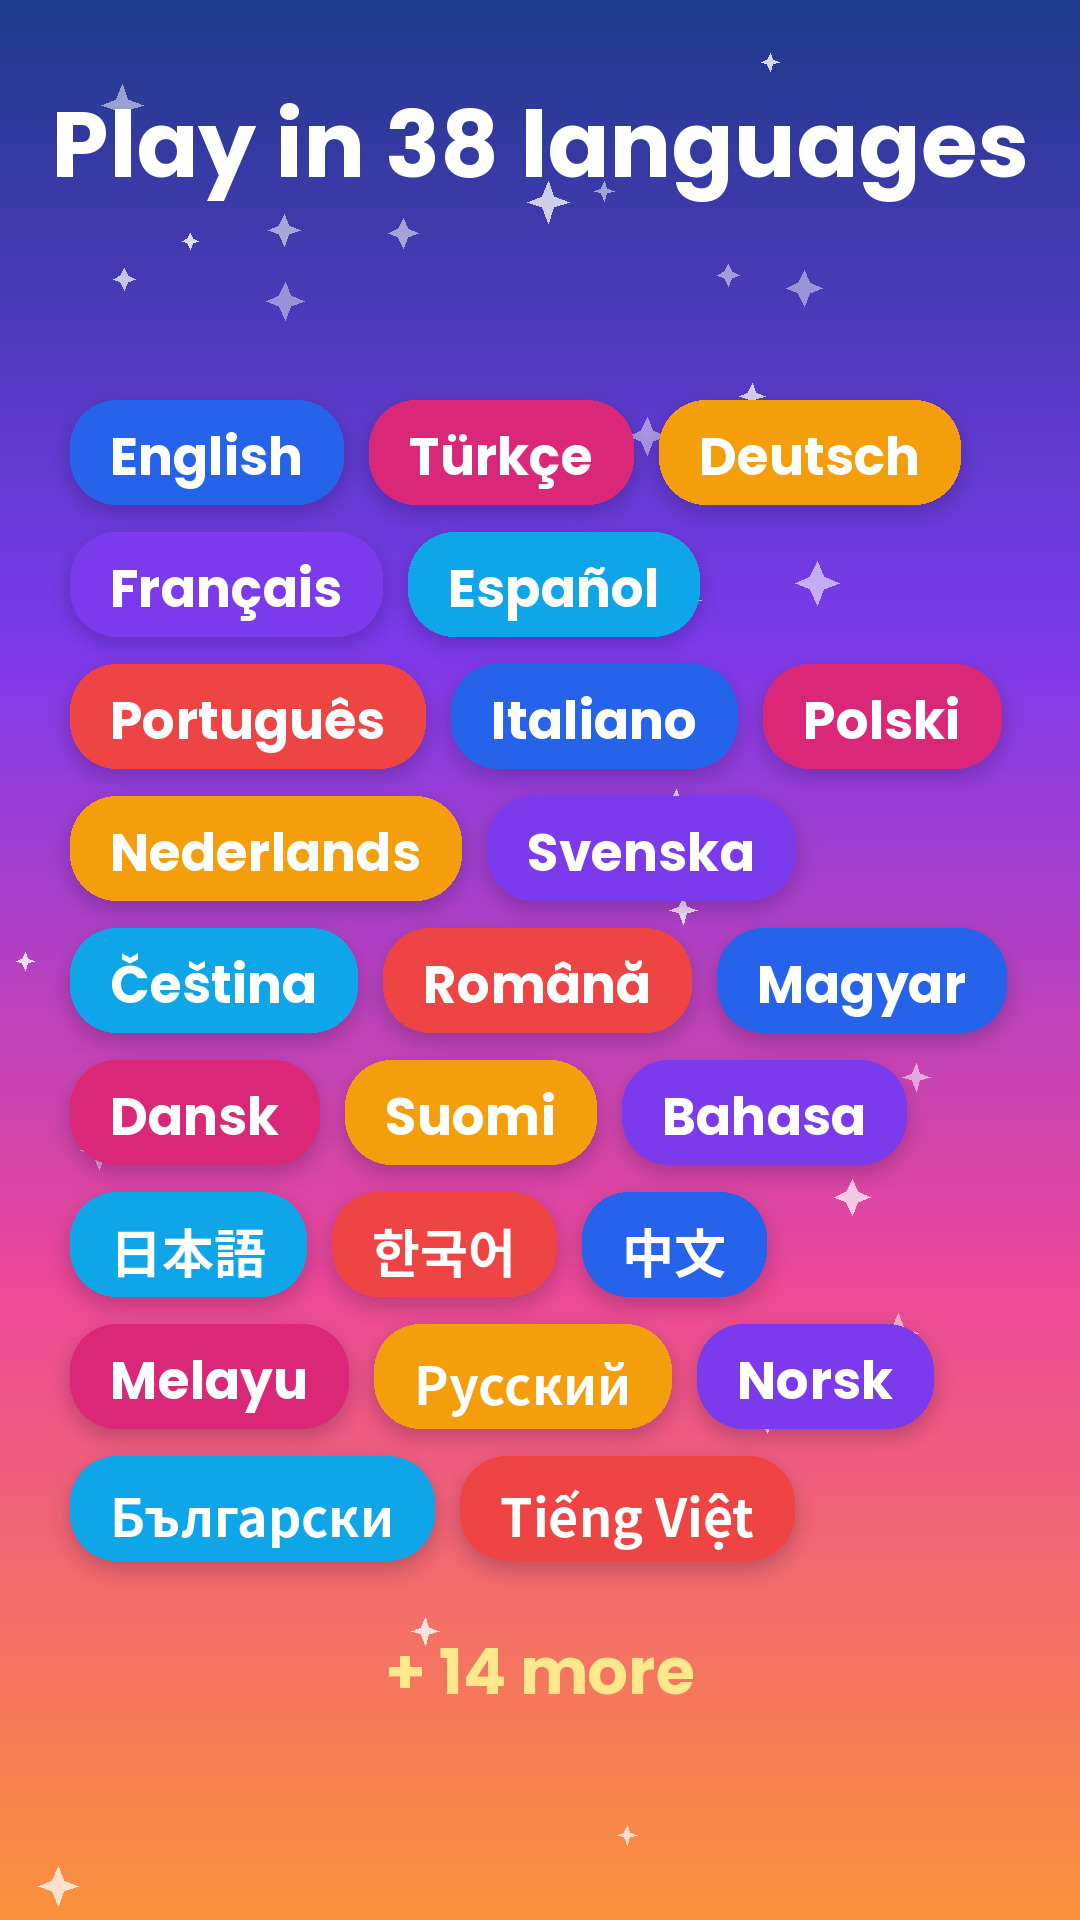 Play in 38 languages
English Türkçe Deutsch
Français Español
Português Italiano Polski
Nederlands Svenska
Čeština Română Magyar
Dansk Suomi Bahasa
日本語 한국어 中文
Melayu Русский Norsk
Български Tiếng Việt
+ 14 more